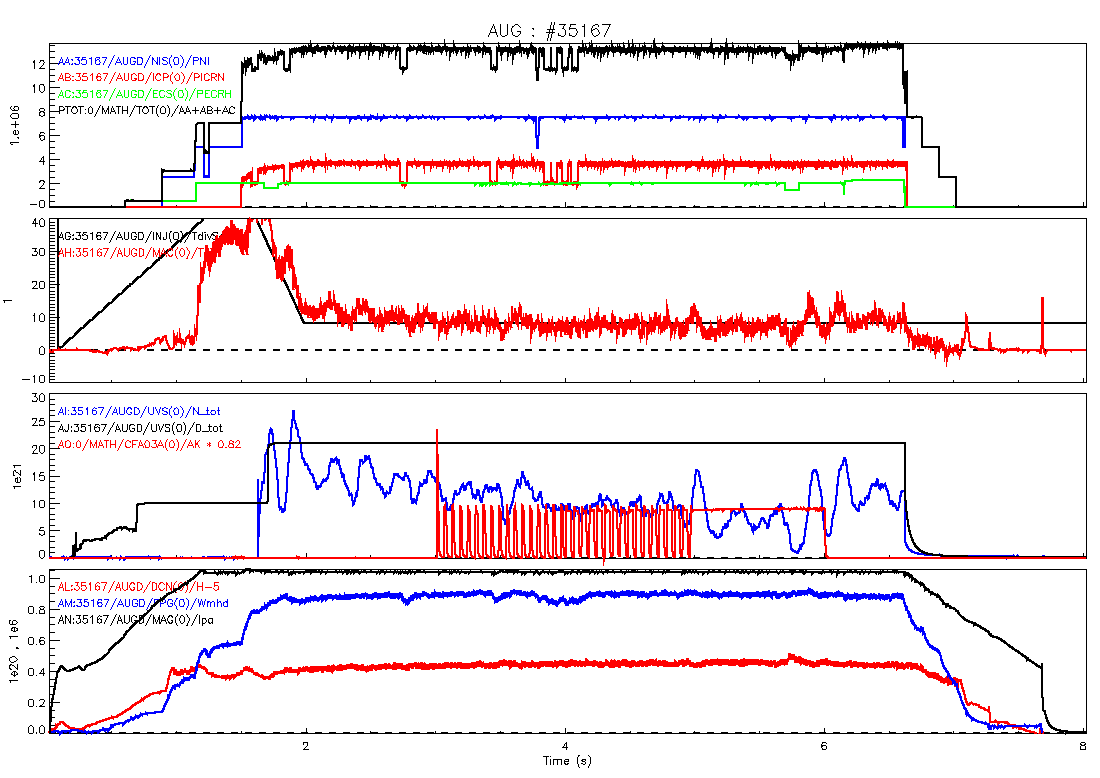 AUG : #35167
12
10
8
6
4
2
−0
1.e+06
AA:35167/AUGD/NIS(0)/PNI
AB:35167/AUGD/ICP(0)/PICRN
AC:35167/AUGD/ECS(0)/PECRH
PTOT:0/MATH/TOT(0)/AA+AB+AC
40
30
20
10
0
−10
1
AG:35167/AUGD/INJ(0)/TdivS
AH:35167/AUGD/MAC(0)/T
30
25
20
15
10
5
0
1e21
AI:35167/AUGD/UVS(0)/N_tot
AJ:35167/AUGD/UVS(0)/D_tot
AO:0/MATH/CFA03A(0)/AK * 0.82
1.0
0.8
0.6
0.4
0.2
0.0
1e20 , 1e6
AL:35167/AUGD/DCN(0)/H−5
AM:35167/AUGD/FPG(0)/Wmhd
AN:35167/AUGD/MAG(0)/Ipa
2
4
6
8
Time (s)